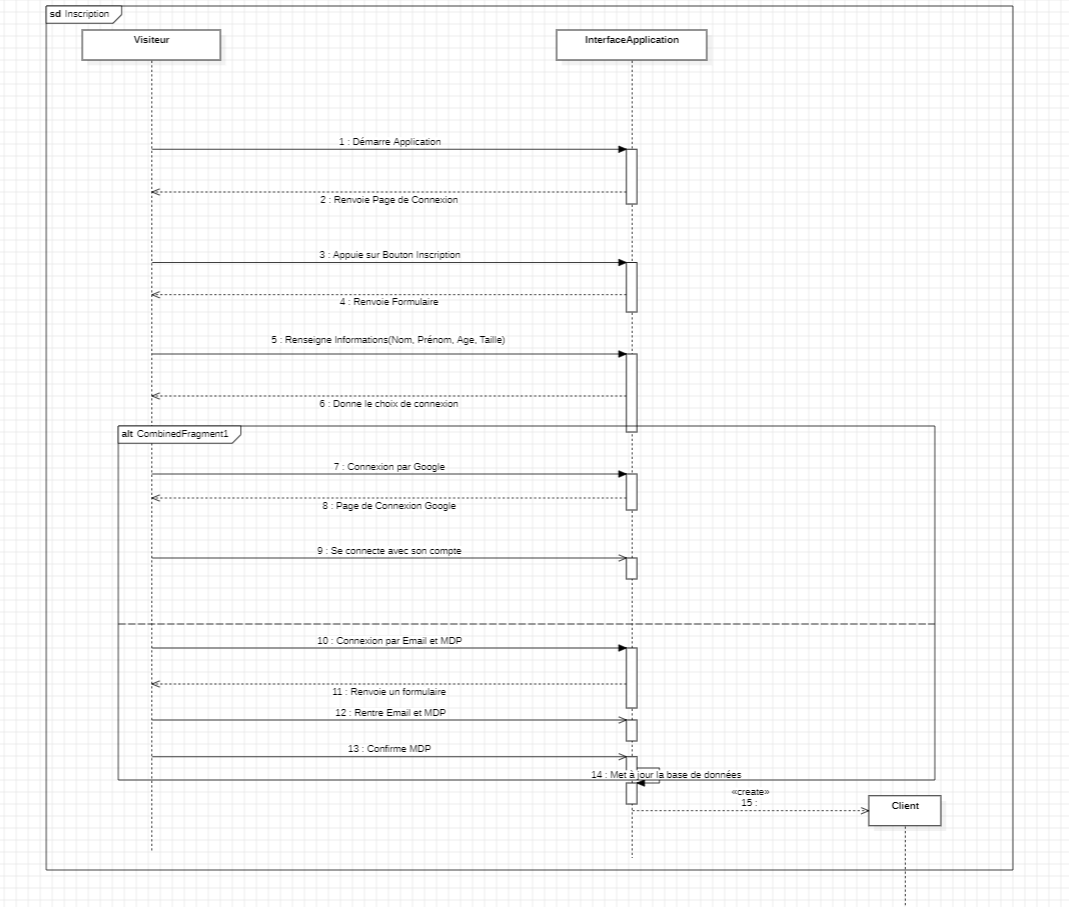 sd Inscription
Visiteur
InterfaceApplication
1 : Démarre Application
2 : Renvoie Page de Connexion
3 : Appuie sur Bouton Inscription
4 : Renvoie Formulaire
5 : Renseigne Informations(Nom, Prénom, Age, Taille)
6 : Donne le choix de connexion
alt CombinedFragment1
7 : Connexion par Google
8 : Page de Connexion Google
9 : Se connecte avec son compte
10 : Connexion par Email et MDP
11 : Renvoie un formulaire
12 : Rentre Email et MDP
13 : Confirme MDP
14 : Met à jour la base de données
«create»
15 :
Client